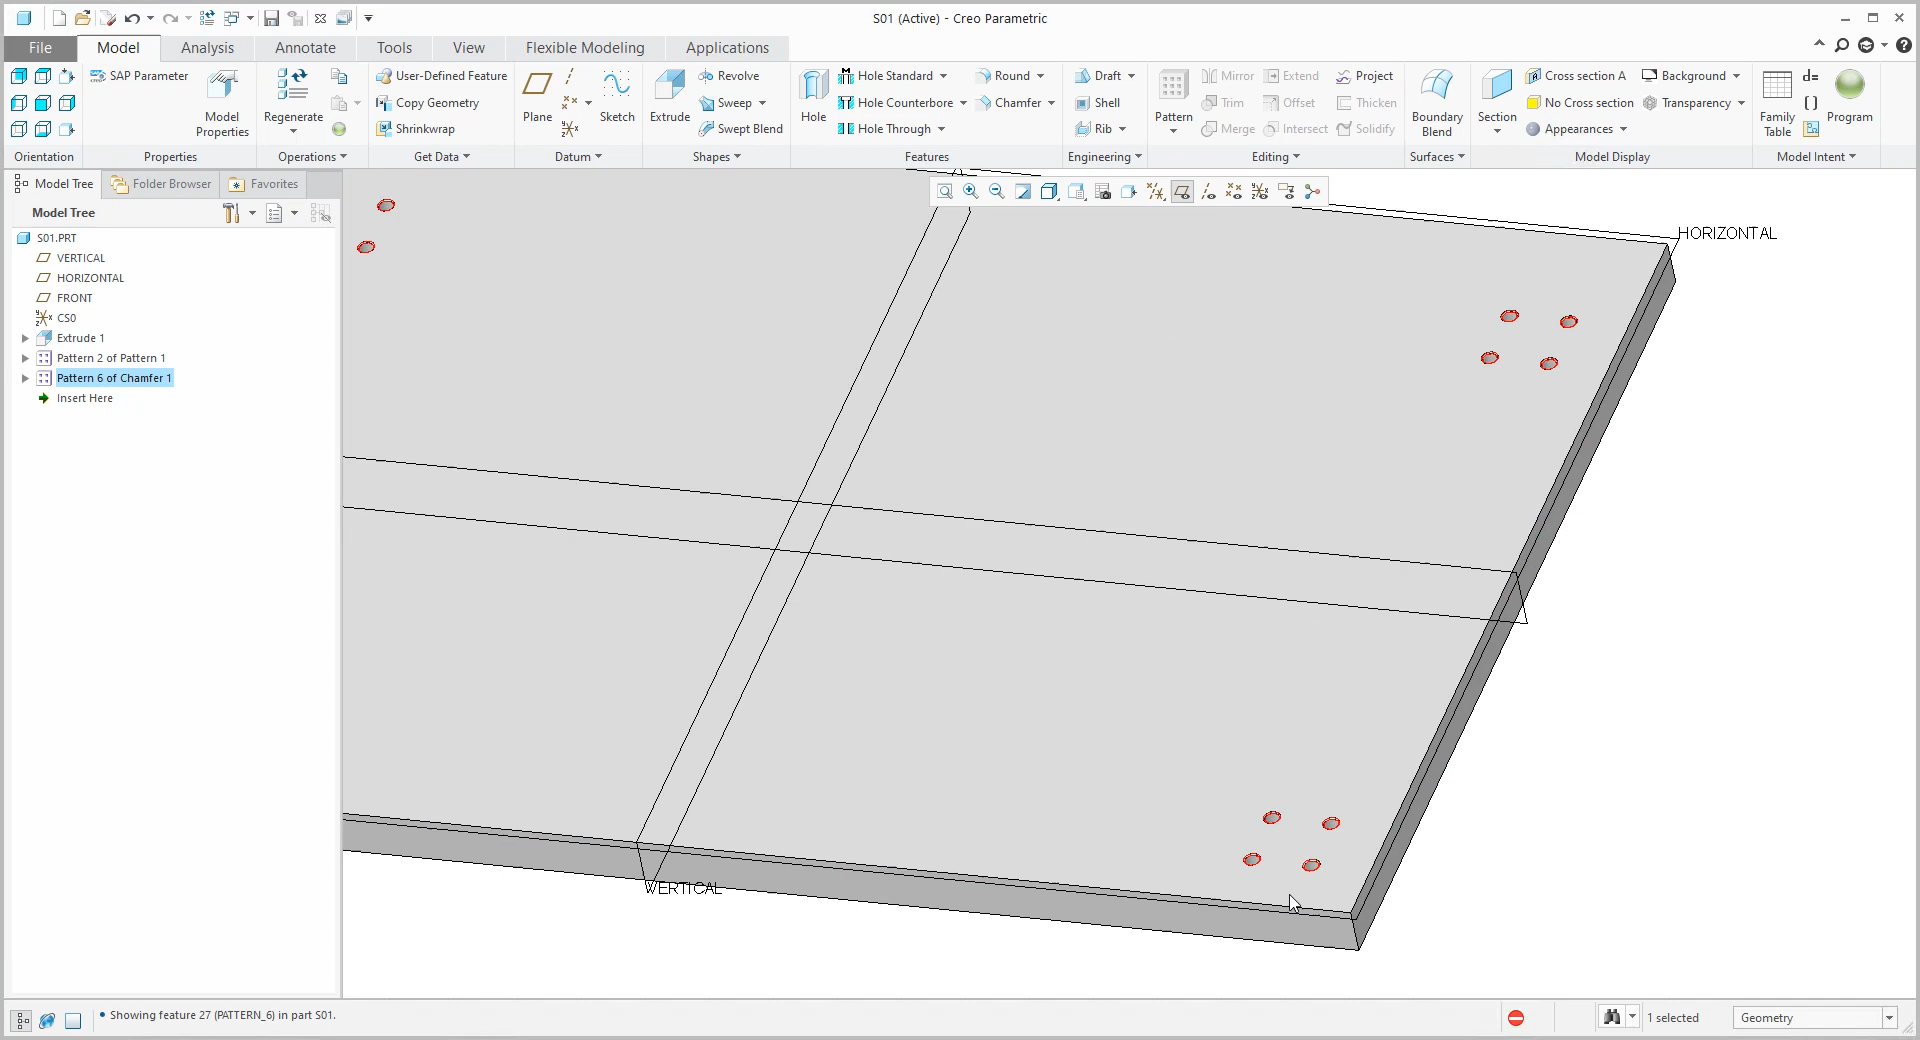 S01 (Active) - Creo Parametric
File Model Analysis Annotate Tools View Flexible Modeling Applications
SAP Parameter
Model Properties
Regenerate
User-Defined Feature
Copy Geometry
Shrinkwrap
Plane
Sketch
Extrude
Revolve
Sweep
Swept Blend
Hole
Hole Standard
Hole Counterbore
Hole Through
Round
Chamfer
Draft
Shell
Rib
Pattern
Mirror
Trim
Merge
Extend
Offset
Intersect
Project
Thicken
Solidify
Boundary Blend
Section
Cross section A
No Cross section
Appearances
Background
Transparency
Family Table
d=
[ ]
Program
Orientation Properties Operations Get Data Datum Shapes Features Engineering Editing Surfaces Model Display Model Intent
Model Tree Folder Browser Favorites
Model Tree
S01.PRT
VERTICAL
HORIZONTAL
FRONT
CS0
Extrude 1
Pattern 2 of Pattern 1
Pattern 6 of Chamfer 1
Insert Here
HORIZONTAL
VERTICAL
Showing feature 27 (PATTERN_6) in part S01.
1 selected
Geometry